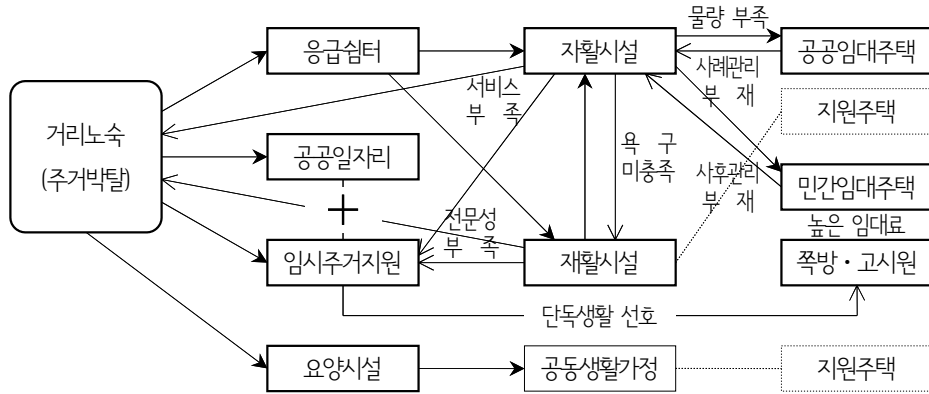 물량 부족
응급쉼터
재활시설
공공임대주택
사례관리
부 재
서비스
부 족
지원주택
거리노숙
(주거박탈)
공공일자리
욕 구
미충족
사후관리
부 재
민간임대주택
높은 임대료
전문성
부 족
임시주거지원
재활시설
쪽방·고시원
단독생활 선호
요양시설
공동생활가정
지원주택